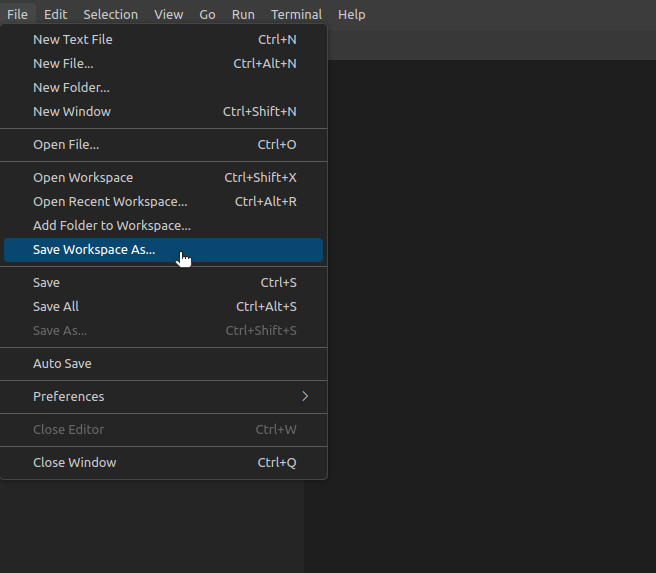 File Edit Selection View Go Run Terminal Help
New Text File Ctrl+N
New File... Ctrl+Alt+N
New Folder...
New Window Ctrl+Shift+N
Open File... Ctrl+O
Open Workspace Ctrl+Shift+X
Open Recent Workspace... Ctrl+Alt+R
Add Folder to Workspace...
Save Workspace As...
Save Ctrl+S
Save All Ctrl+Alt+S
Save As... Ctrl+Shift+S
Auto Save
Preferences
Close Editor Ctrl+W
Close Window Ctrl+Q